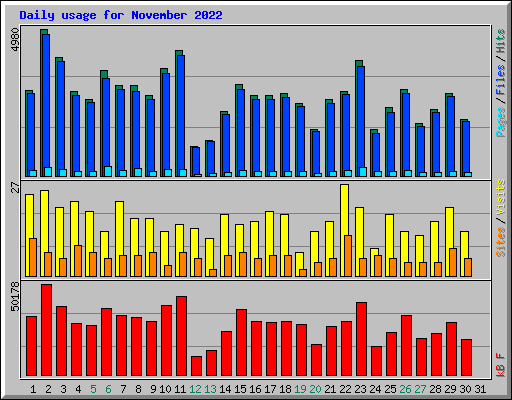 Daily usage for November 2022
4980
Pages / Files / Hits
27
Sites / Visits
50178
kB F
1 2 3 4 5 6 7 8 9 10 11 12 13 14 15 16 17 18 19 20 21 22 23 24 25 26 27 28 29 30 31